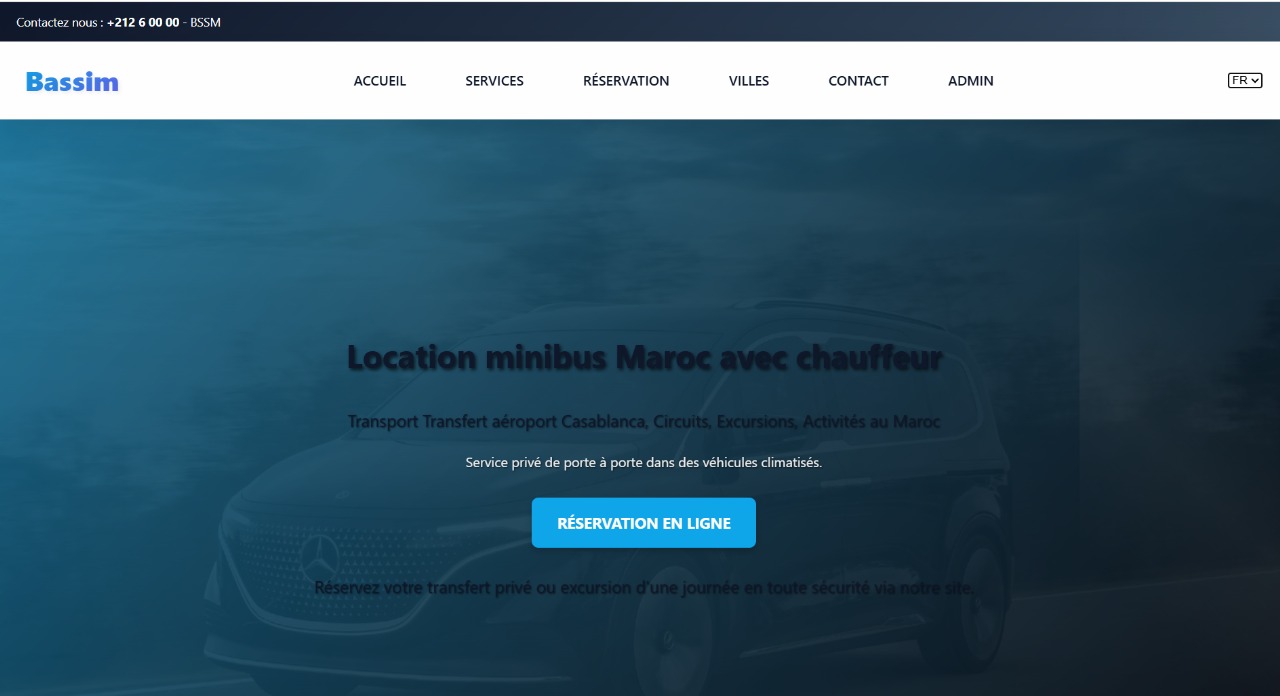 Contactez nous : +212 6 00 00 - BSSM
Bassim
ACCUEIL SERVICES RÉSERVATION VILLES CONTACT ADMIN FR
Location minibus Maroc avec chauffeur
Transport Transfert aéroport Casablanca, Circuits, Excursions, Activités au Maroc
Service privé de porte à porte dans des véhicules climatisés.
RÉSERVATION EN LIGNE
Réservez votre transfert privé ou excursion d'une journée en toute sécurité via notre site.